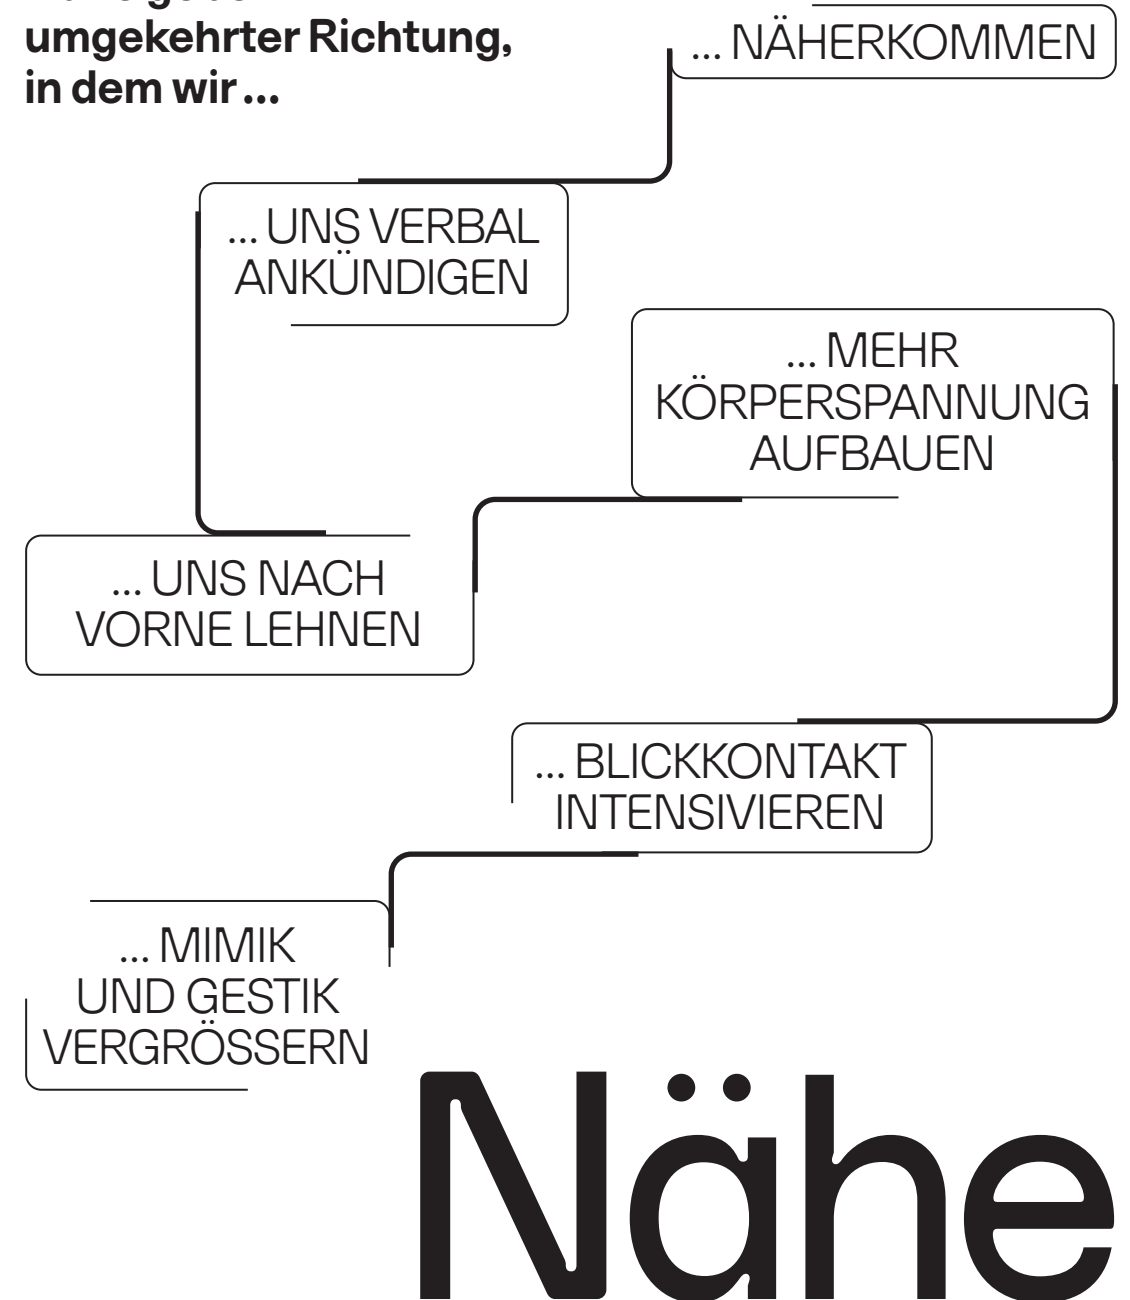 umgekehrter Richtung,
in dem wir ...
... NÄHERKOMMEN
... UNS VERBAL
ANKÜNDIGEN
... MEHR
KÖRPERSPANNUNG
AUFBAUEN
... UNS NACH
VORNE LEHNEN
... BLICKKONTAKT
INTENSIVIEREN
... MIMIK
UND GESTIK
VERGRÖSSERN
Nähe